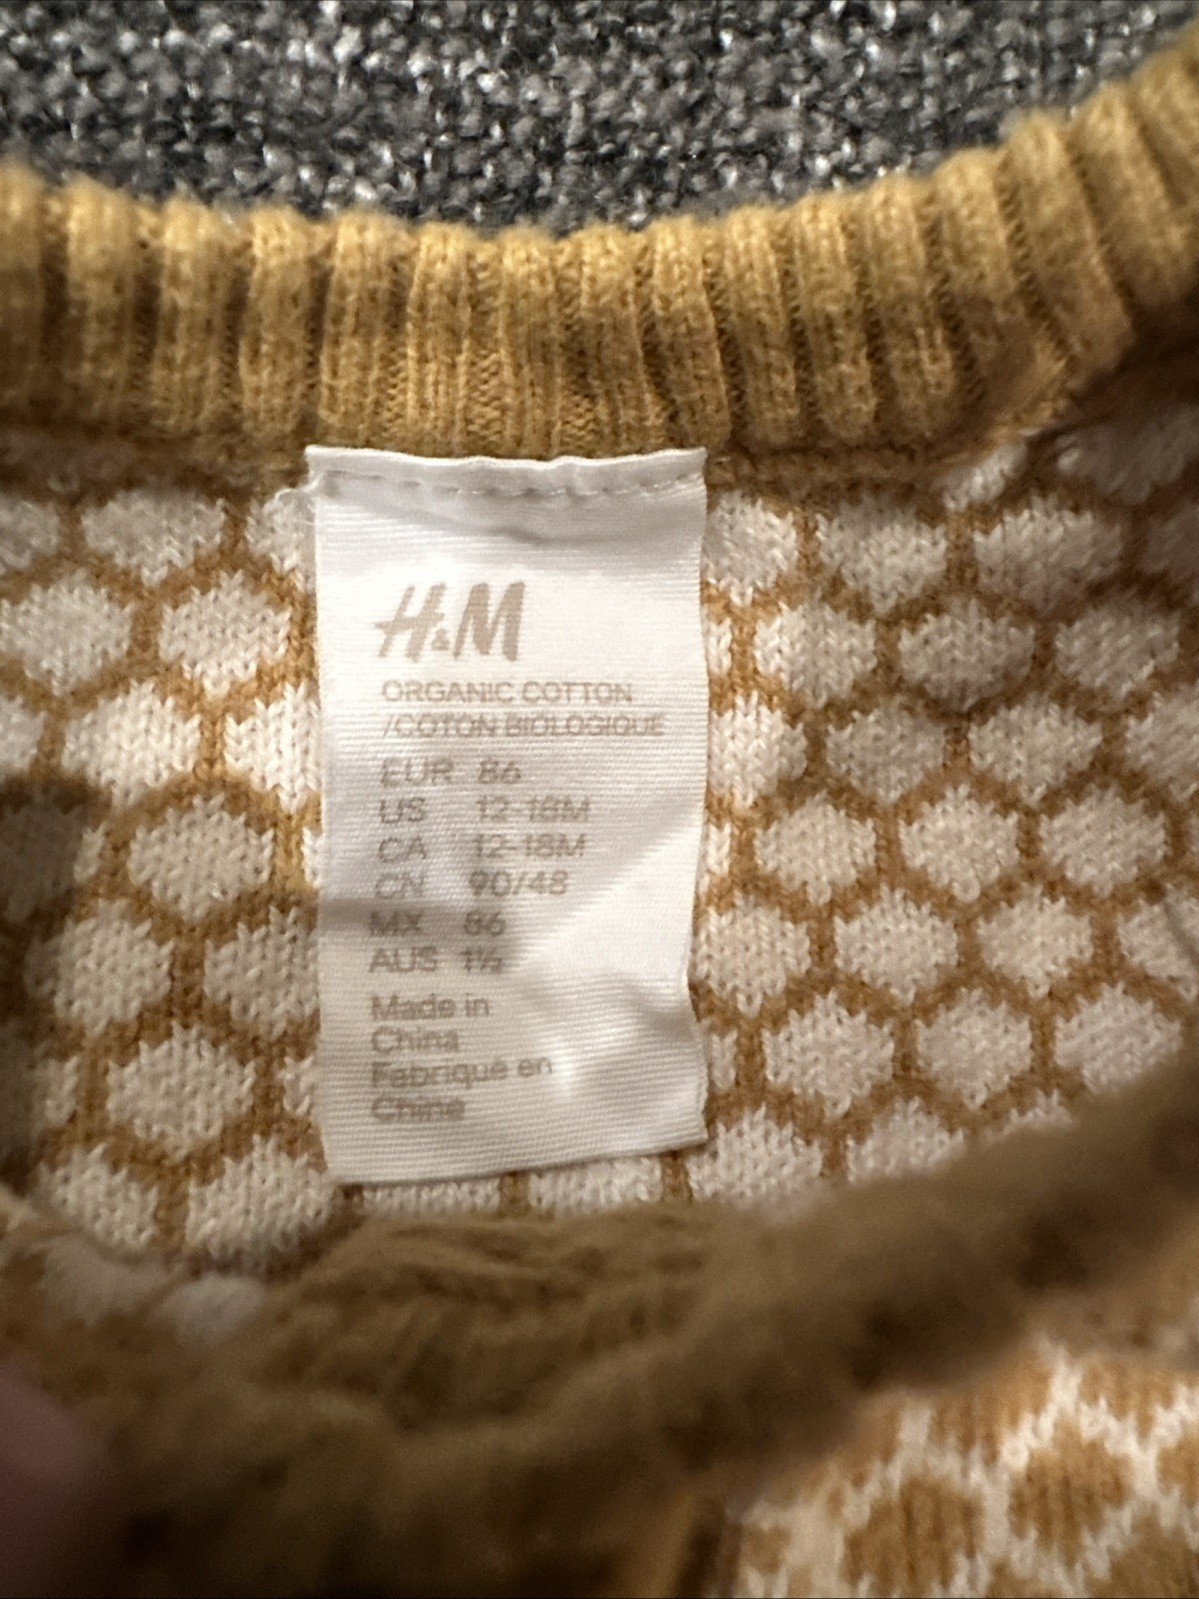 H&M
ORGANIC COTTON
/COTON BIOLOGIQUE
EUR 86
US 12-18M
CA 12-18M
CN 90/48
MX 86
AUS 1½
Made in
China
Fabriqué en
Chine